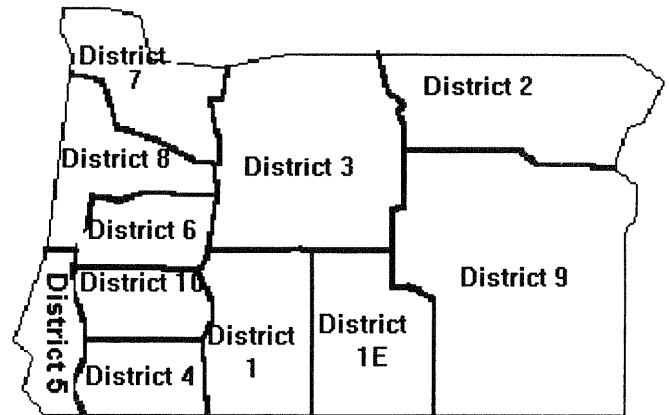 District
7
District 2
District 8
District 3
District 6
District 10
District 9
District 5
District
1
District
1E
District 4